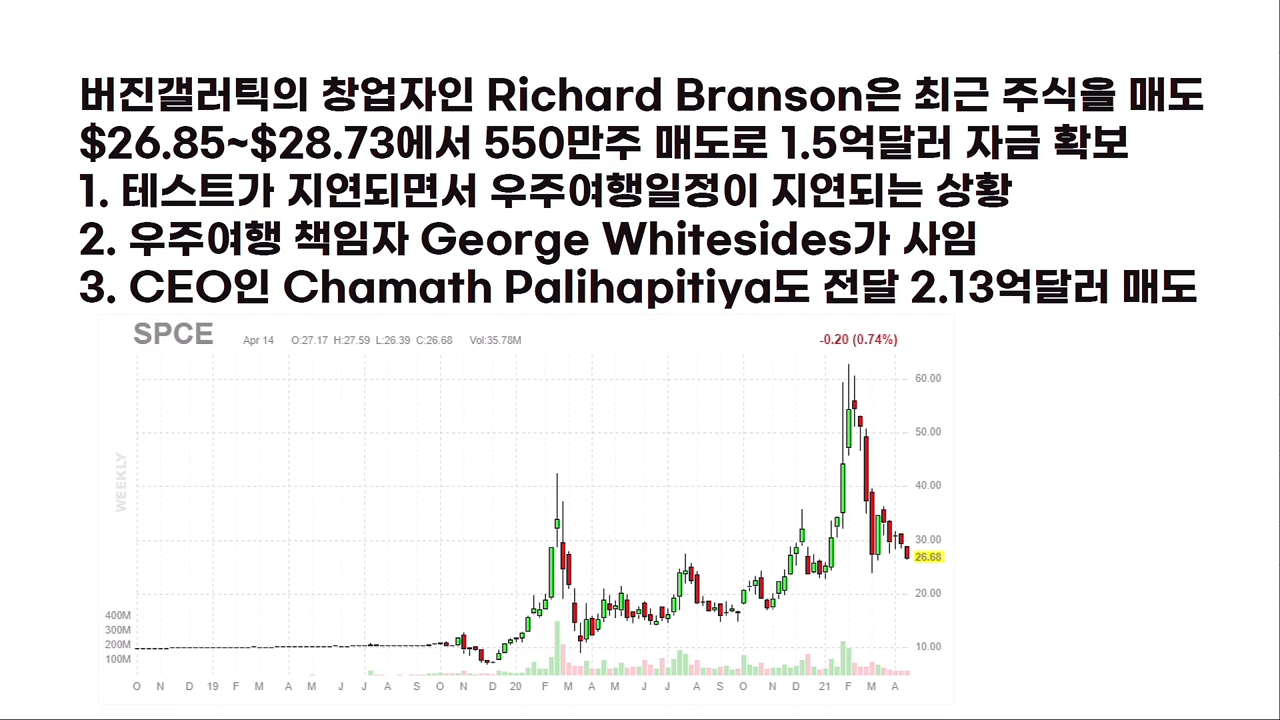 버진갤러틱의 창업자인 Richard Branson은 최근 주식을 매도
$26.85~$28.73에서 550만주 매도로 1.5억달러 자금 확보
1. 테스트가 지연되면서 우주여행일정이 지연되는 상황
2. 우주여행 책임자 George Whitesides가 사임
3. CEO인 Chamath Palihapitiya도 전달 2.13억달러 매도
SPCE Apr 14 O:27.17 H:27.59 L:26.39 C:26.68 Vol:35.78M -0.20 (0.74%)
WEEKLY
60.00
50.00
40.00
30.00
26.68
20.00
10.00
400M
300M
200M
100M
O N D 19 F M A M J J A S O N D 20 F M A M J J A S O N D 21 F M A